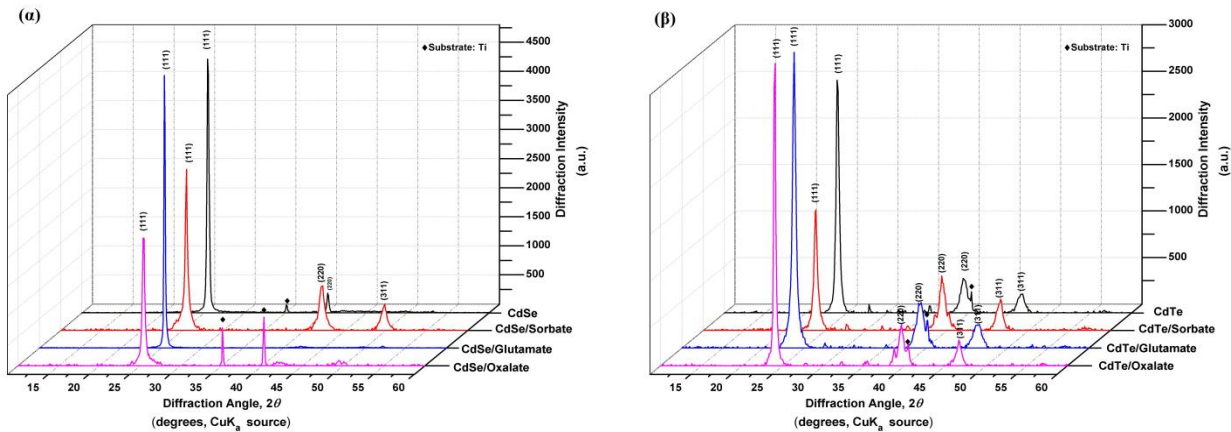 (α)
(111)
(111)
(111)
(111)
(220)
(220)
(311)
♦Substrate: Ti
4500
4000
3500
3000
2500
2000
1500
1000
500
Diffraction Intensity
(a.u.)
CdSe
CdSe/Sorbate
CdSe/Glutamate
CdSe/Oxalate
15 20 25 30 35 40 45 50 55 60
Diffraction Angle, 2θ
(degrees, CuKa source)
(β)
(111)
(111)
(111)
(111)
(220)
(220)
(220)
(220)
(311)
(311)
(311)
(311)
♦Substrate: Ti
3000
2500
2000
1500
1000
500
Diffraction Intensity
(a.u.)
CdTe
CdTe/Sorbate
CdTe/Glutamate
CdTe/Oxalate
15 20 25 30 35 40 45 50 55 60
Diffraction Angle, 2θ
(degrees, CuKa source)